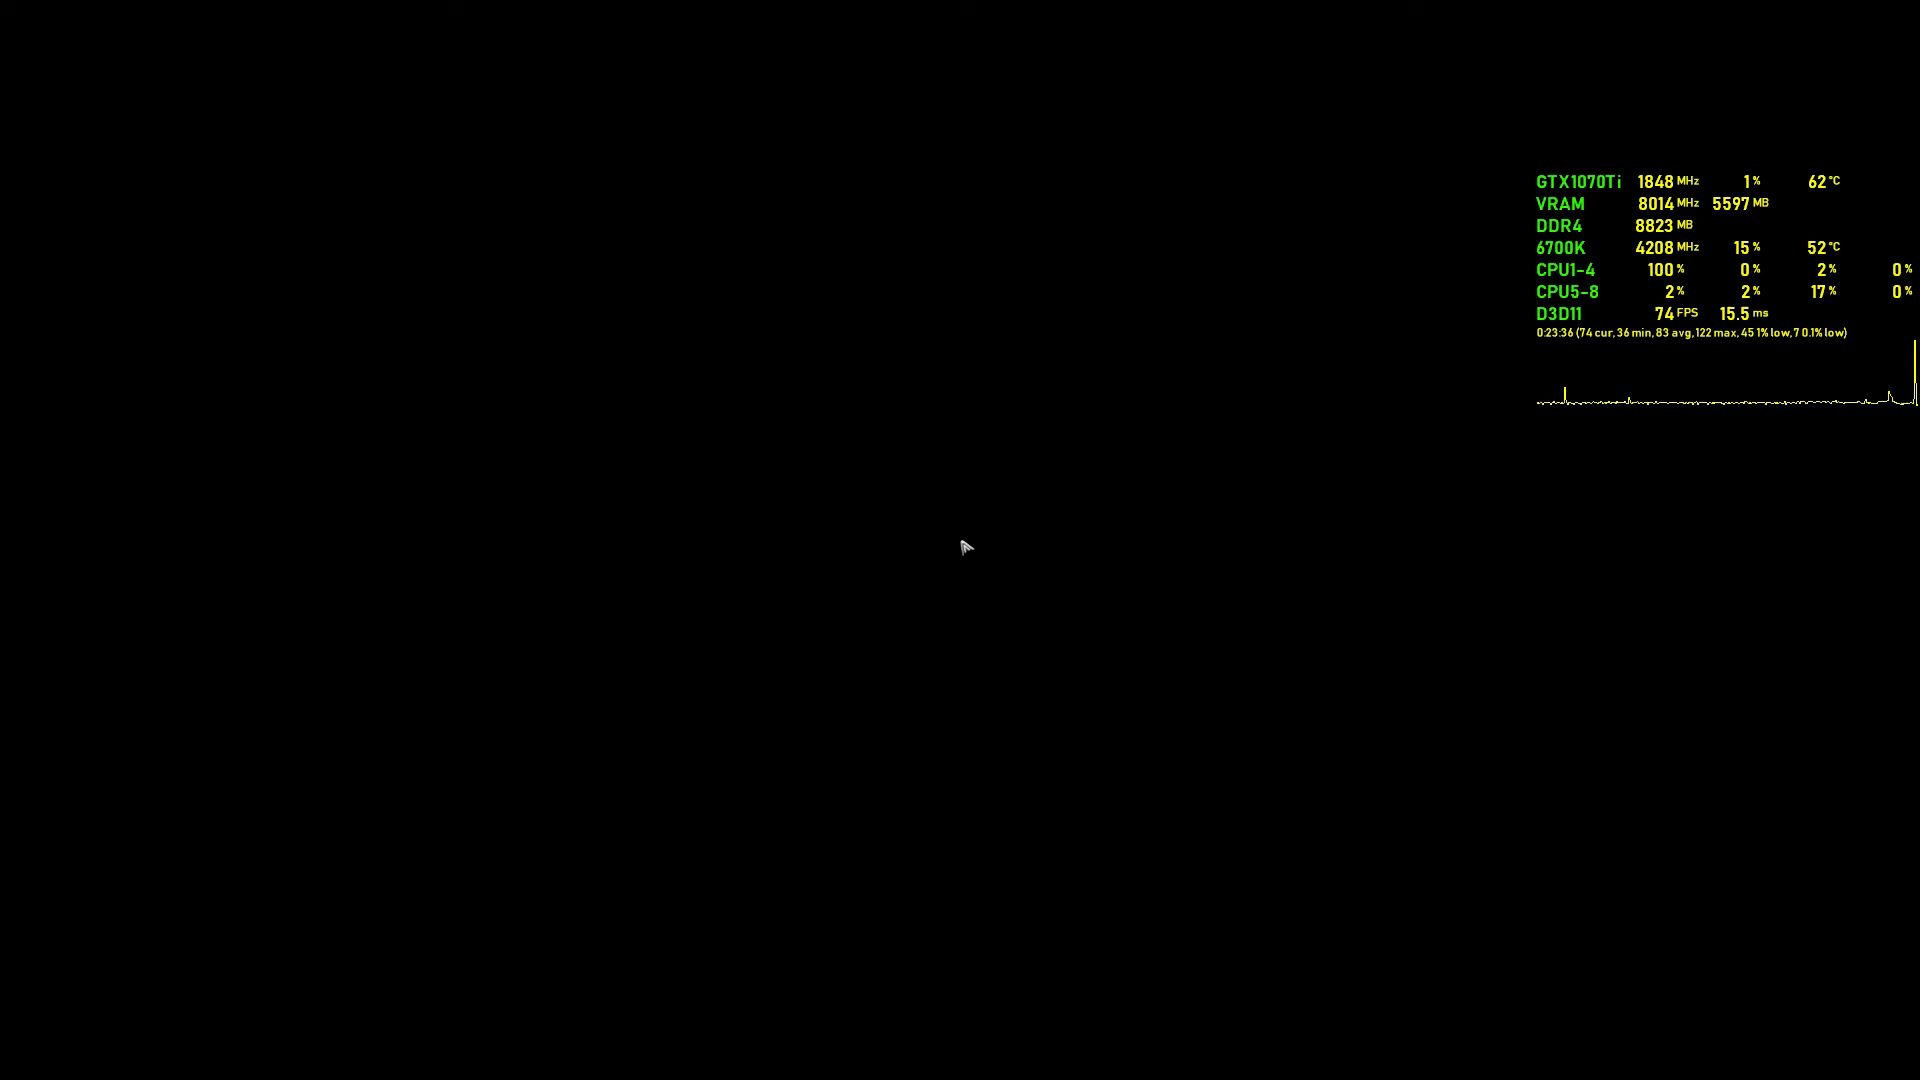 GTX1070Ti 1848 MHz 1 % 62 °C
VRAM 8014 MHz 5597 MB
DDR4 8823 MB
6700K 4208 MHz 15 % 52 °C
CPU1-4 100 % 0 % 2 % 0 %
CPU5-8 2 % 2 % 17 % 0 %
D3D11 74 FPS 15.5 ms
0:23:36 (74 cur, 36 min, 83 avg, 122 max, 45 1% low, 7 0.1% low)